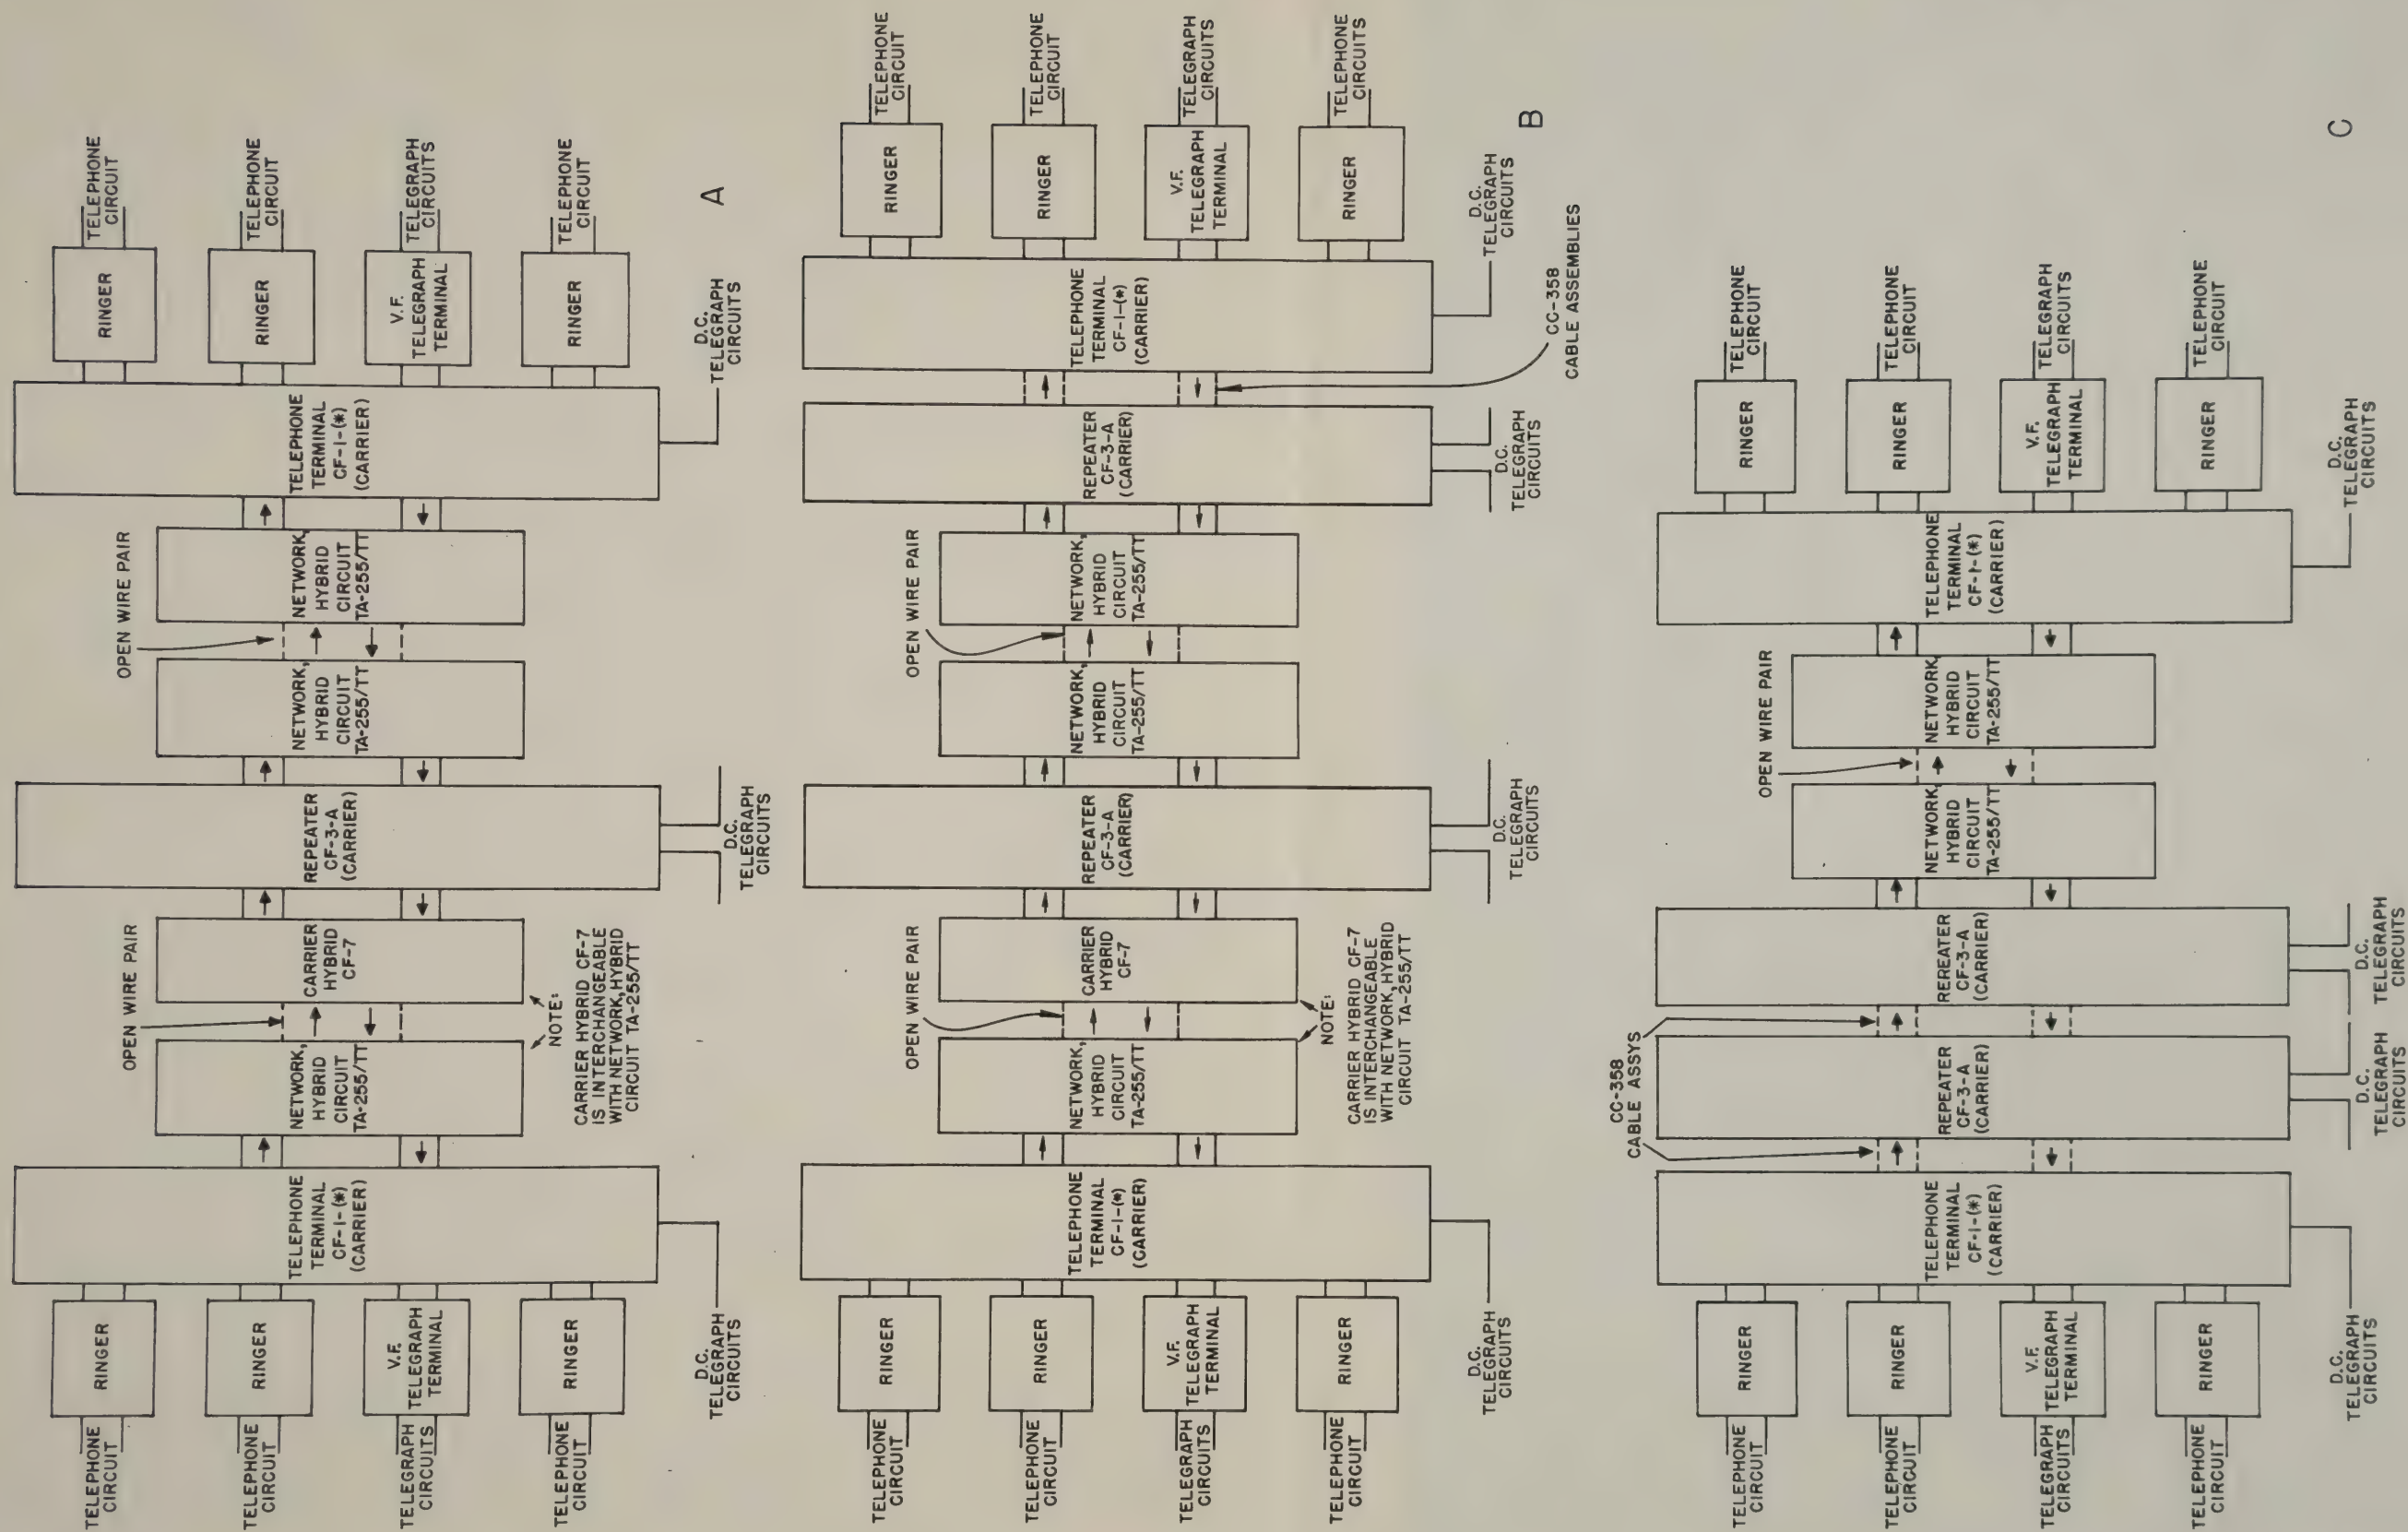 TELEPHONE
CIRCUIT
TELEPHONE
CIRCUIT
TELEGRAPH
CIRCUITS
TELEPHONE
CIRCUIT
RINGER
RINGER
V.F.
TELEGRAPH
TERMINAL
RINGER
TELEPHONE
TERMINAL
CF-1-(*)
(CARRIER)
D.C.
TELEGRAPH
CIRCUITS
NETWORK,
HYBRID
CIRCUIT
TA-255/TT
OPEN WIRE PAIR
CARRIER
HYBRID
CF-7
NOTE:
CARRIER HYBRID CF-7
IS INTERCHANGEABLE
WITH NETWORK,HYBRID
CIRCUIT TA-255/TT
REPEATER
CF-3-A
(CARRIER)
D.C.
TELEGRAPH
CIRCUITS
NETWORK,
HYBRID
CIRCUIT
TA-255/TT
OPEN WIRE PAIR
NETWORK,
HYBRID
CIRCUIT
TA-255/TT
TELEPHONE
TERMINAL
CF-1-(*)
(CARRIER)
D.C.
TELEGRAPH
CIRCUITS
RINGER
RINGER
V.F.
TELEGRAPH
TERMINAL
RINGER
TELEPHONE
CIRCUIT
TELEPHONE
CIRCUIT
TELEGRAPH
CIRCUITS
TELEPHONE
CIRCUIT
A
TELEPHONE
CIRCUIT
TELEPHONE
CIRCUIT
TELEGRAPH
CIRCUITS
TELEPHONE
CIRCUIT
RINGER
RINGER
V.F.
TELEGRAPH
TERMINAL
RINGER
TELEPHONE
TERMINAL
CF-1-(*)
(CARRIER)
D.C.
TELEGRAPH
CIRCUITS
NETWORK,
HYBRID
CIRCUIT
TA-255/TT
OPEN WIRE PAIR
CARRIER
HYBRID
CF-7
NOTE:
CARRIER HYBRID CF-7
IS INTERCHANGEABLE
WITH NETWORK,HYBRID
CIRCUIT TA-255/TT
REPEATER
CF-3-A
(CARRIER)
D.C.
TELEGRAPH
CIRCUITS
NETWORK,
HYBRID
CIRCUIT
TA-255/TT
OPEN WIRE PAIR
NETWORK,
HYBRID
CIRCUIT
TA-255/TT
REPEATER
CF-3-A
(CARRIER)
D.C.
TELEGRAPH
CIRCUITS
CC-358
CABLE ASSEMBLIES
TELEPHONE
TERMINAL
CF-1-(*)
(CARRIER)
D.C.
TELEGRAPH
CIRCUITS
RINGER
RINGER
V.F.
TELEGRAPH
TERMINAL
RINGER
TELEPHONE
CIRCUIT
TELEPHONE
CIRCUIT
TELEGRAPH
CIRCUITS
TELEPHONE
CIRCUITS
B
TELEPHONE
CIRCUIT
TELEPHONE
CIRCUIT
TELEGRAPH
CIRCUITS
TELEPHONE
CIRCUIT
RINGER
RINGER
V.F.
TELEGRAPH
TERMINAL
RINGER
TELEPHONE
TERMINAL
CF-1-(*)
(CARRIER)
D.C.
TELEGRAPH
CIRCUITS
CC-358
CABLE ASSYS
REPEATER
CF-3-A
(CARRIER)
D.C.
TELEGRAPH
CIRCUITS
REREATER
CF-3-A
(CARRIER)
D.C.
TELEGRAPH
CIRCUITS
NETWORK,
HYBRID
CIRCUIT
TA-255/TT
OPEN WIRE PAIR
NETWORK,
HYBRID
CIRCUIT
TA-255/TT
TELEPHONE
TERMINAL
CF-1-(*)
(CARRIER)
D.C.
TELEGRAPH
CIRCUITS
RINGER
RINGER
V.F.
TELEGRAPH
TERMINAL
RINGER
TELEPHONE
CIRCUIT
TELEPHONE
CIRCUIT
TELEGRAPH
CIRCUITS
TELEPHONE
CIRCUIT
C